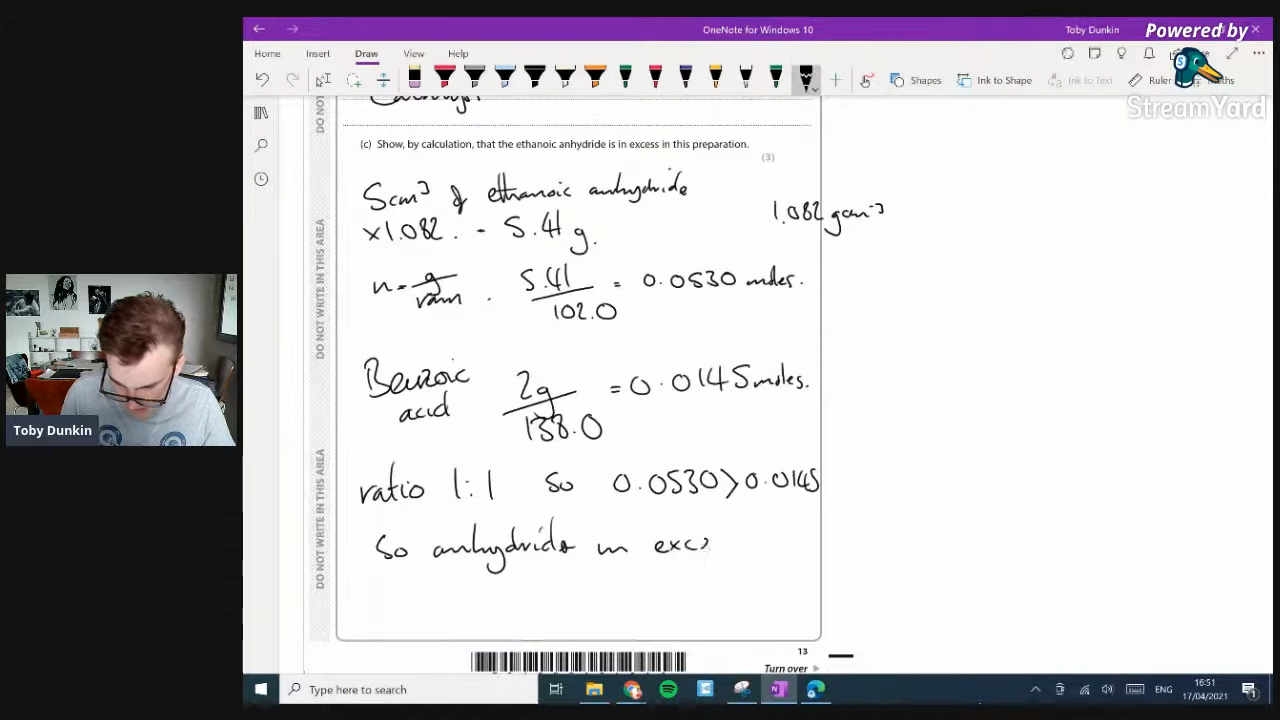 OneNote for Windows 10
Toby Dunkin
Powered by
StreamYard
Home Insert Draw View Help
Shapes Ink to Shape Ink to Text Ruler
DO NOT
(c) Show, by calculation, that the ethanoic anhydride is in excess in this preparation.
(3)
5cm³ of ethanoic anhydride
×1.082 . - 5.41 g.
1.082 gcm⁻³
n = g/ram . 5.41/102.0 = 0.0530 moles.
Benzoic acid 2g/138.0 = 0.0145 moles.
ratio 1:1 so 0.0530 > 0.0145
so anhydride in exc
DO NOT WRITE IN THIS AREA
DO NOT WRITE IN THIS AREA
Toby Dunkin
13
Turn over
Type here to search
ENG
16:51
17/04/2021